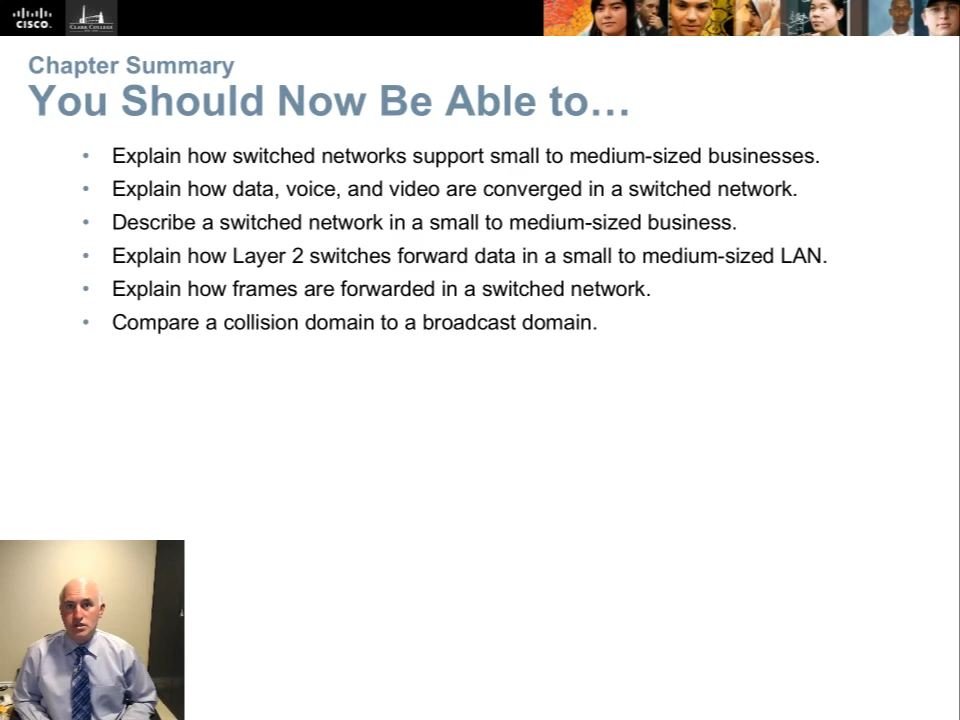 CISCO.
CLARK COLLEGE
Chapter Summary
You Should Now Be Able to…
• Explain how switched networks support small to medium-sized businesses.
• Explain how data, voice, and video are converged in a switched network.
• Describe a switched network in a small to medium-sized business.
• Explain how Layer 2 switches forward data in a small to medium-sized LAN.
• Explain how frames are forwarded in a switched network.
• Compare a collision domain to a broadcast domain.